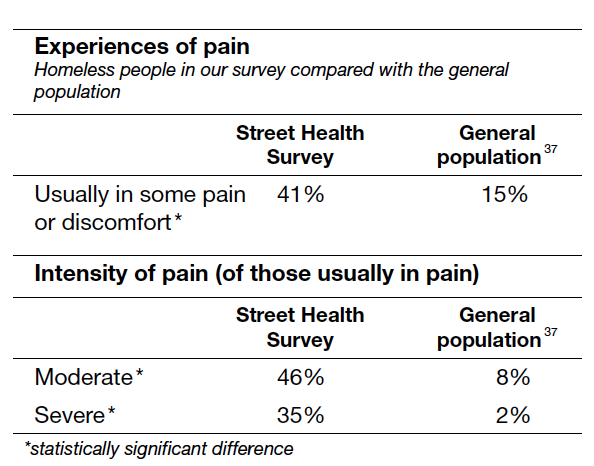 Experiences of pain
Homeless people in our survey compared with the general
population
Street Health General
Survey population 37
Usually in some pain 41% 15%
or discomfort*
Intensity of pain (of those usually in pain)
Street Health General
Survey population 37
Moderate* 46% 8%
Severe* 35% 2%
*statistically significant difference